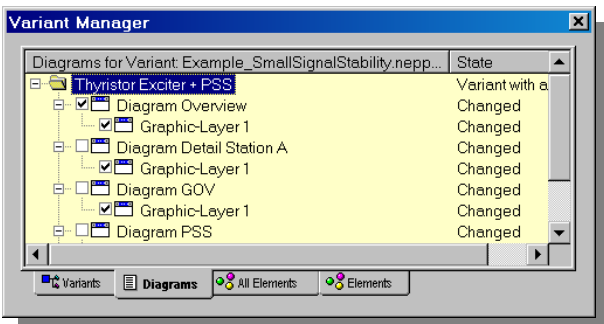 Variant Manager
Diagrams for Variant: Example_SmallSignalStability.nepp... State
Thyristor Exciter + PSS Variant with a
Diagram Overview Changed
Graphic-Layer 1 Changed
Diagram Detail Station A Changed
Graphic-Layer 1 Changed
Diagram GOV Changed
Graphic-Layer 1 Changed
Diagram PSS Changed
Variants Diagrams All Elements Elements